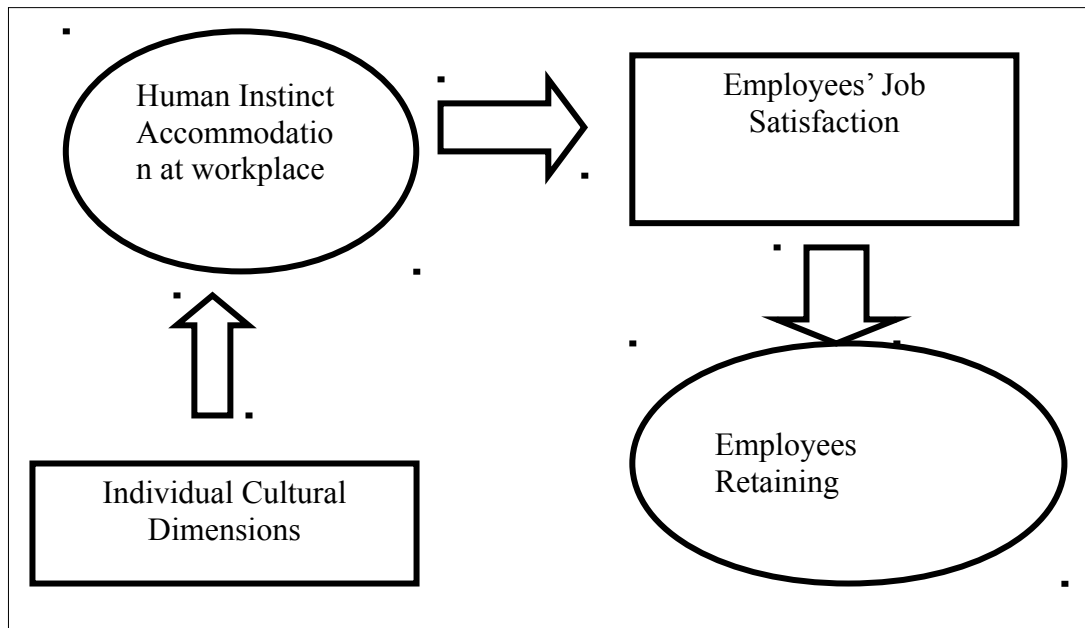 Human Instinct
Accommodatio
n at workplace
Employees’ Job
Satisfaction
Employees
Retaining
Individual Cultural
Dimensions